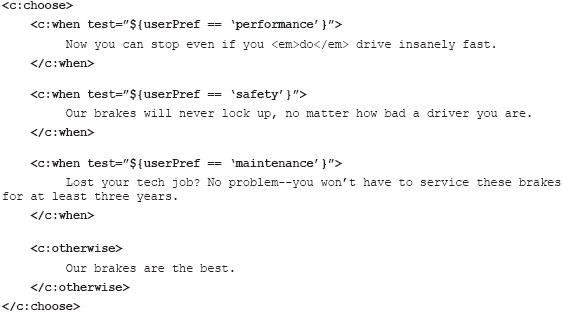 <c:choose>
<c:when test=”${userPref == ‘performance’}”>
Now you can stop even if you <em>do</em> drive insanely fast.
</c:when>
<c:when test=”${userPref == ‘safety’}”>
Our brakes will never lock up, no matter how bad a driver you are.
</c:when>
<c:when test=”${userPref == ‘maintenance’}”>
Lost your tech job? No problem--you won’t have to service these brakes
for at least three years.
</c:when>
<c:otherwise>
Our brakes are the best.
</c:otherwise>
</c:choose>